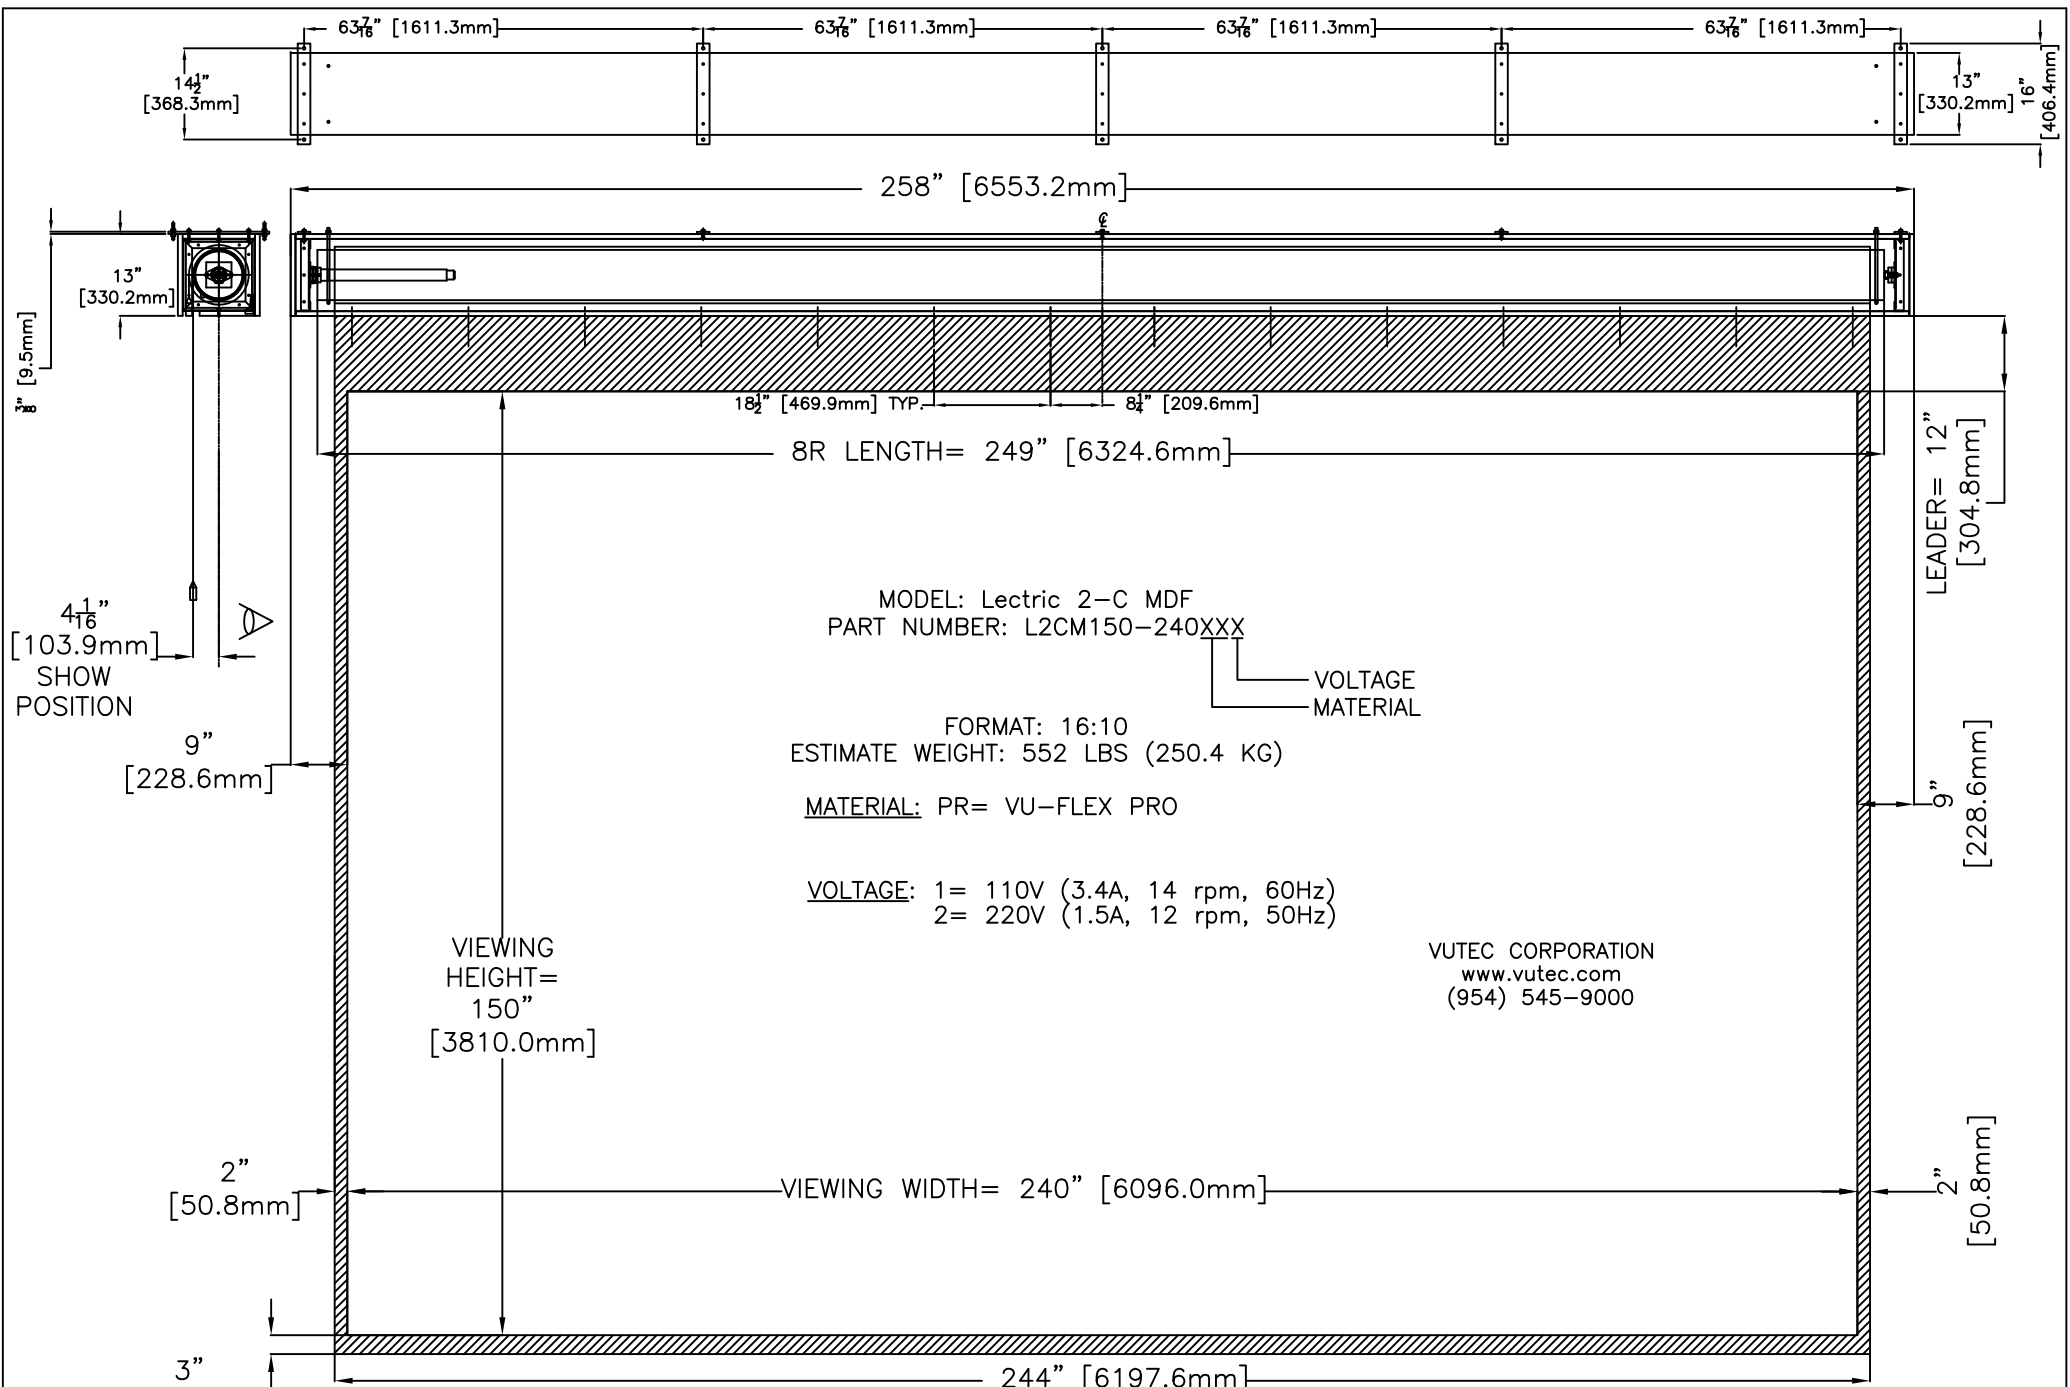 63 7/16" [1611.3mm] 63 7/16" [1611.3mm] 63 7/16" [1611.3mm] 63 7/16" [1611.3mm]
14 1/2"
[368.3mm]
13"
[330.2mm]
16"
[406.4mm]
258" [6553.2mm]
℄
13"
[330.2mm]
3/8" [9.5mm]
18 1/2" [469.9mm] TYP.
8 1/4" [209.6mm]
8R LENGTH= 249" [6324.6mm]
LEADER= 12"
[304.8mm]
4 1/16"
[103.9mm]
SHOW
POSITION
MODEL: Lectric 2-C MDF
PART NUMBER: L2CM150-240XXX
VOLTAGE
MATERIAL
FORMAT: 16:10
ESTIMATE WEIGHT: 552 LBS (250.4 KG)
9"
[228.6mm]
9"
[228.6mm]
MATERIAL: PR= VU-FLEX PRO
VOLTAGE: 1= 110V (3.4A, 14 rpm, 60Hz)
2= 220V (1.5A, 12 rpm, 50Hz)
VIEWING
HEIGHT=
150"
[3810.0mm]
VUTEC CORPORATION
www.vutec.com
(954) 545-9000
2"
[50.8mm]
VIEWING WIDTH= 240" [6096.0mm]
2"
[50.8mm]
3"
244" [6197.6mm]